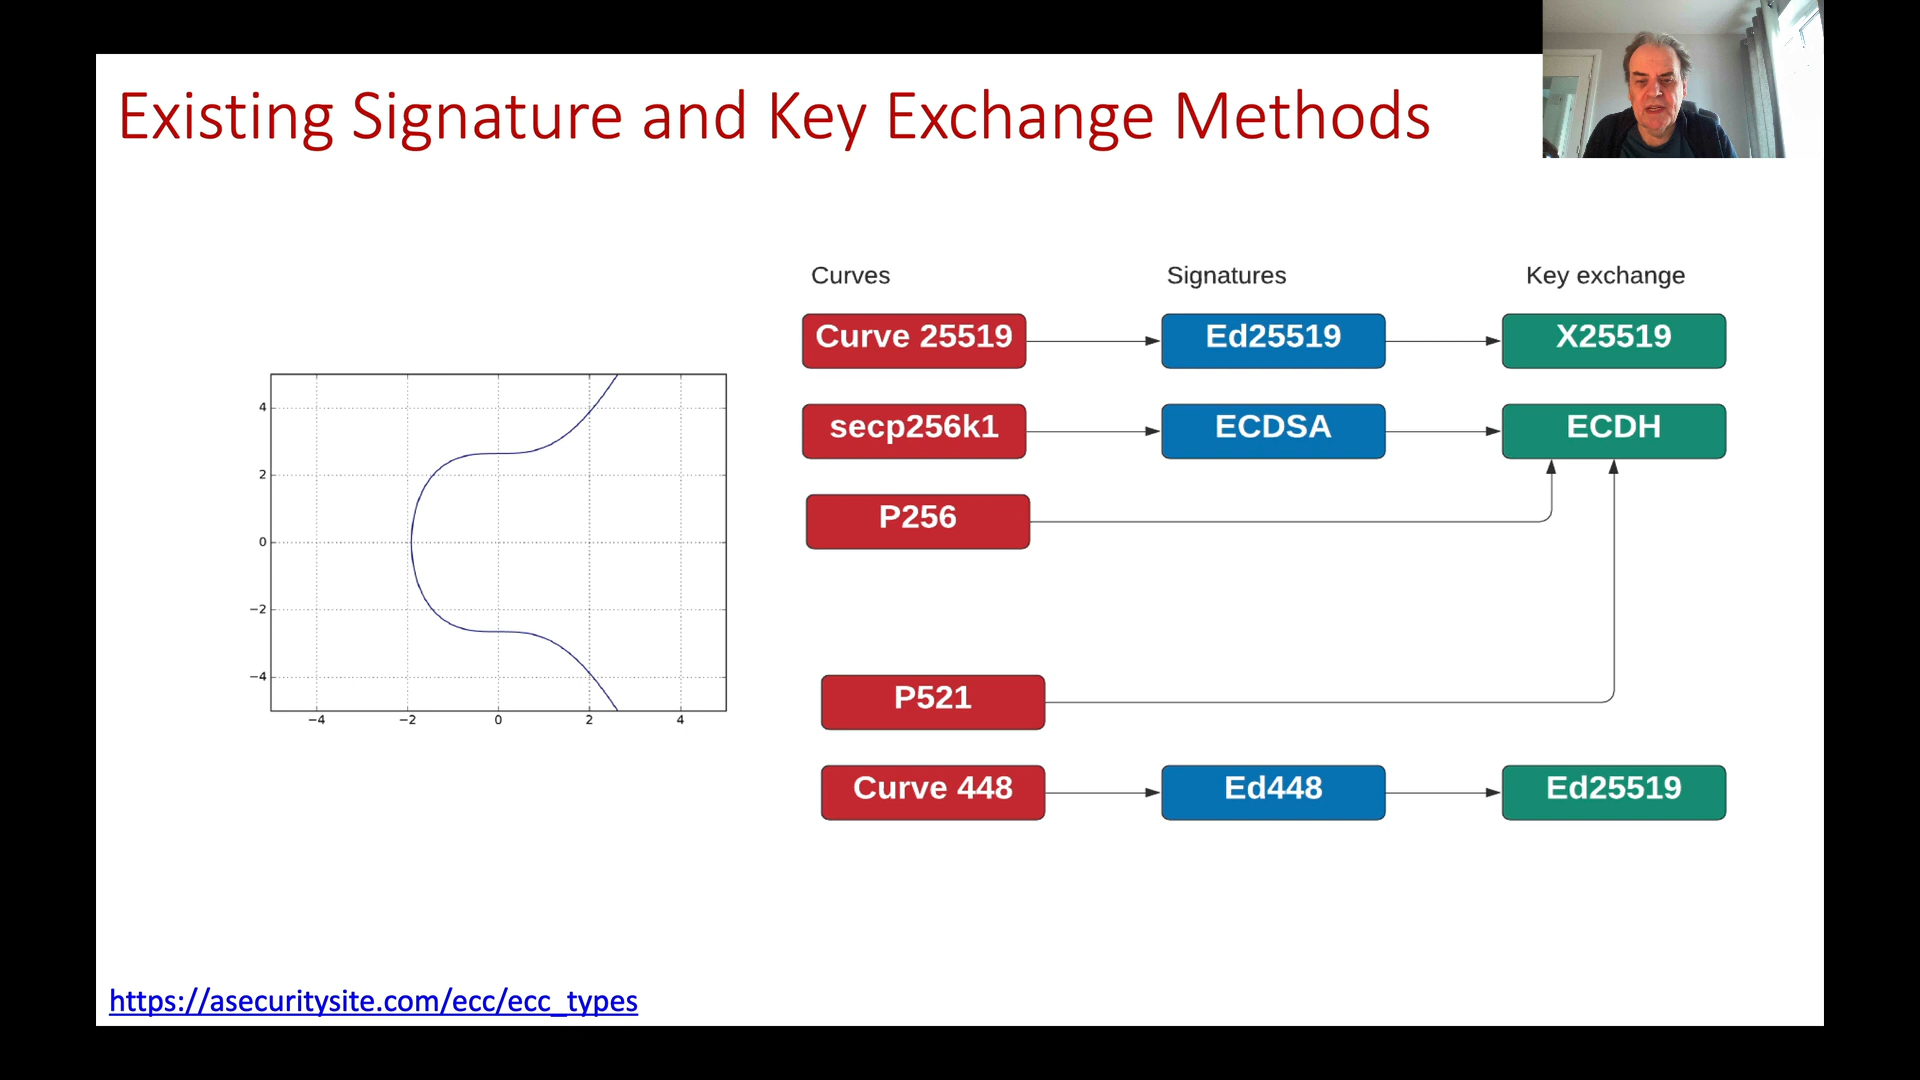 Existing Signature and Key Exchange Methods
Curves Signatures Key exchange
Curve 25519 Ed25519 X25519
secp256k1 ECDSA ECDH
P256
P521
Curve 448 Ed448 Ed25519
4
2
0
−2
−4
−4 −2 0 2 4
https://asecuritysite.com/ecc/ecc_types